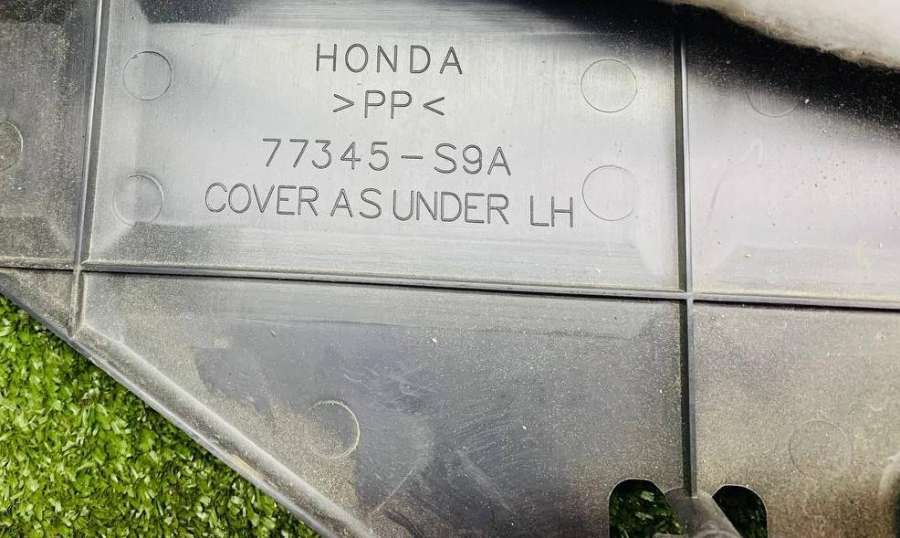 HONDA
>PP<
77345-S9A
COVER AS UNDER LH